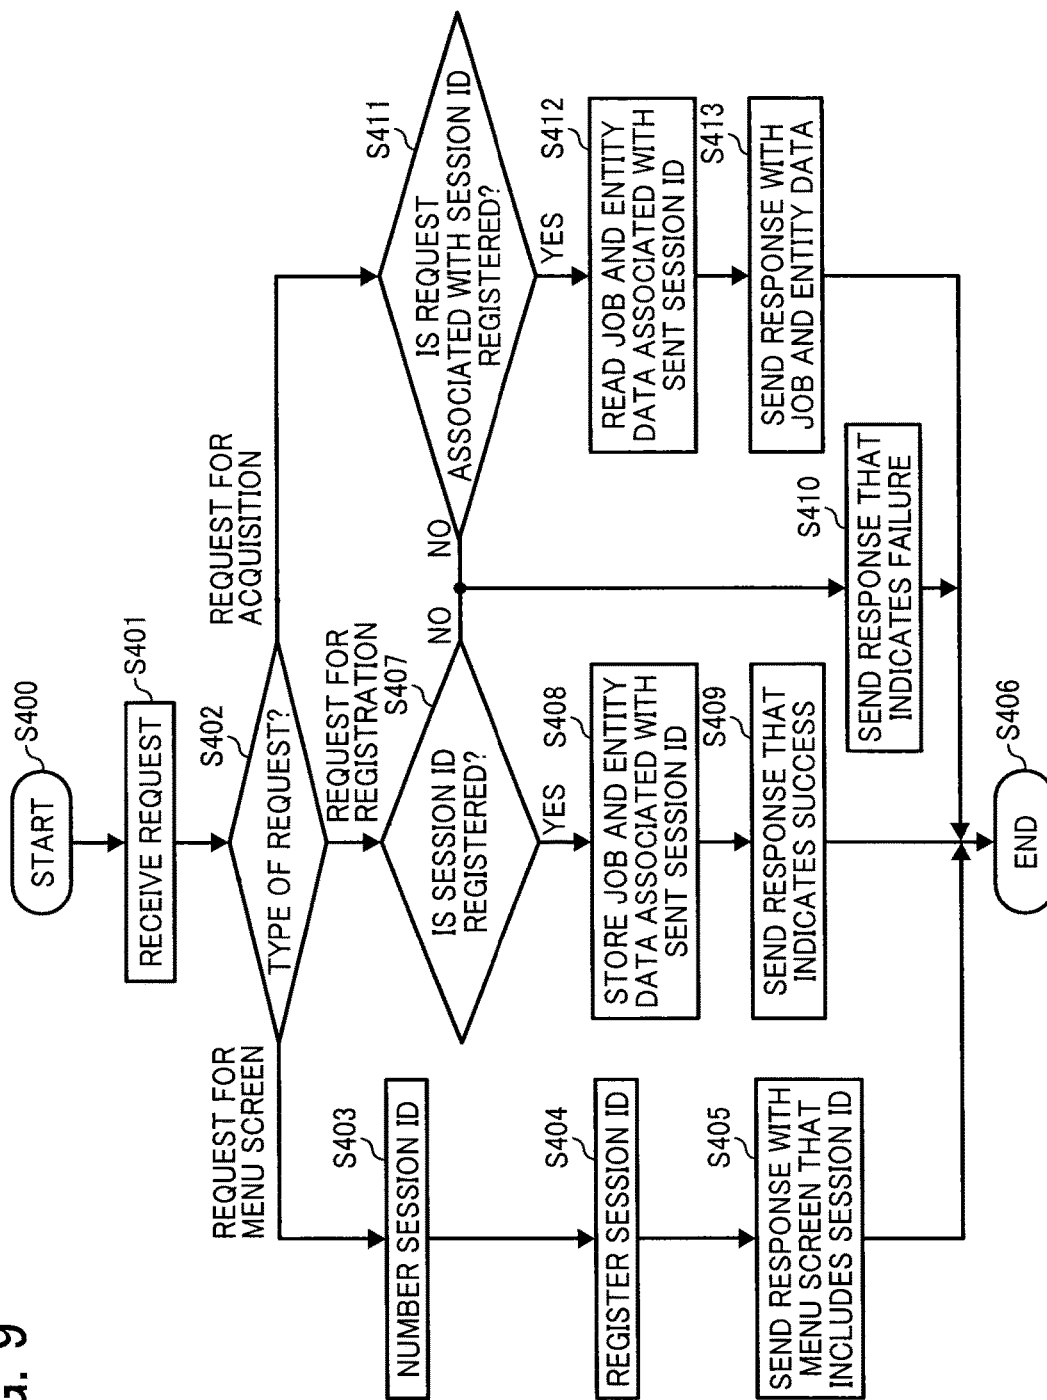 START
S400
RECEIVE REQUEST
S401
TYPE OF REQUEST?
S402
REQUEST FOR
MENU SCREEN
REQUEST FOR
REGISTRATION
REQUEST FOR
ACQUISITION
NUMBER SESSION ID
S403
REGISTER SESSION ID
S404
SEND RESPONSE WITH
MENU SCREEN THAT
INCLUDES SESSION ID
S405
IS SESSION ID
REGISTERED?
S407
NO
YES
STORE JOB AND ENTITY
DATA ASSOCIATED WITH
SENT SESSION ID
S408
SEND RESPONSE THAT
INDICATES SUCCESS
S409
IS REQUEST
ASSOCIATED WITH SESSION ID
REGISTERED?
S411
NO
YES
READ JOB AND ENTITY
DATA ASSOCIATED WITH
SENT SESSION ID
S412
SEND RESPONSE WITH
JOB AND ENTITY DATA
S413
SEND RESPONSE THAT
INDICATES FAILURE
S410
END
S406
9